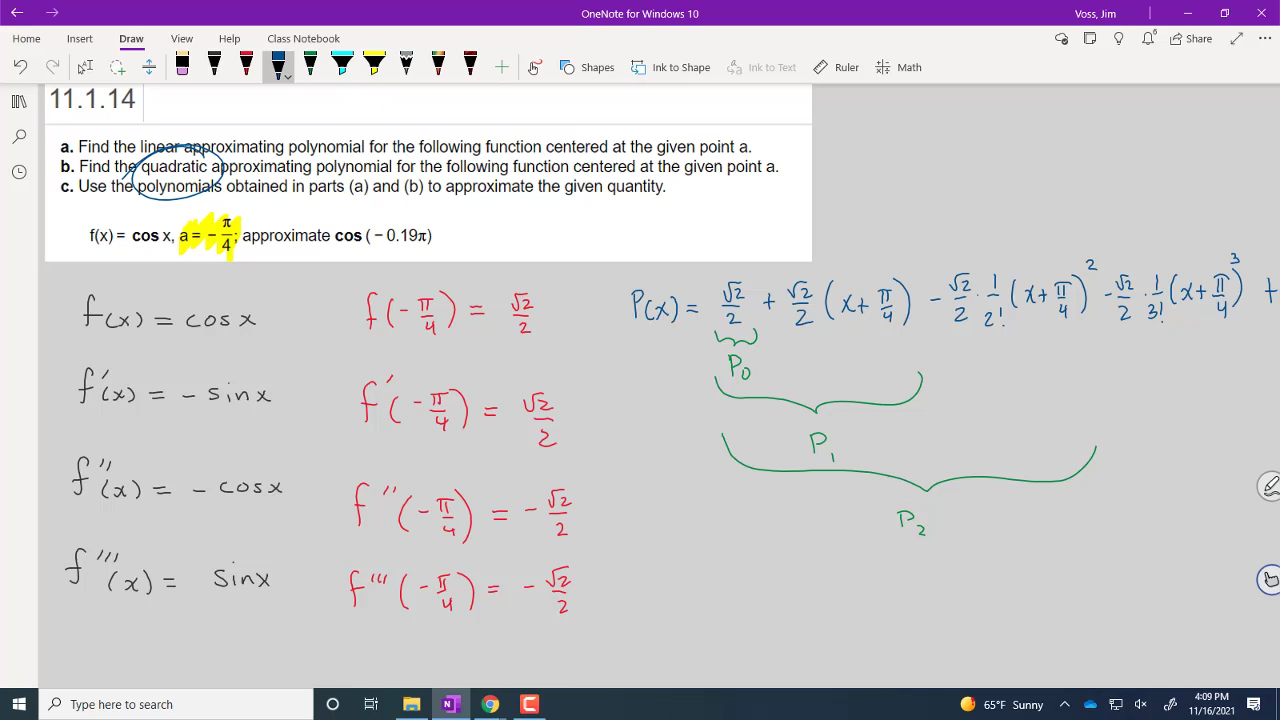 OneNote for Windows 10
Voss, Jim
Home Insert Draw View Help Class Notebook
6
Share
Shapes Ink to Shape Ink to Text Ruler Math
11.1.14
a. Find the linear approximating polynomial for the following function centered at the given point a.
b. Find the quadratic approximating polynomial for the following function centered at the given point a.
c. Use the polynomials obtained in parts (a) and (b) to approximate the given quantity.
f(x) = cos x, a = − π/4; approximate cos ( − 0.19π)
f(x) = cosx
f(-π/4) = √2/2
P(x) = √2/2 + √2/2 (x+π/4) - √2/2 · 1/2! (x+π/4)² - √2/2 · 1/3! (x+π/4)³ +
P₀
f'(x) = - sinx
f'(-π/4) = √2/2
P₁
f''(x) = - cosx
f''(-π/4) = - √2/2
P₂
f'''(x) = sinx
f'''(-π/4) = - √2/2
Type here to search
65°F Sunny
4:09 PM
11/16/2021